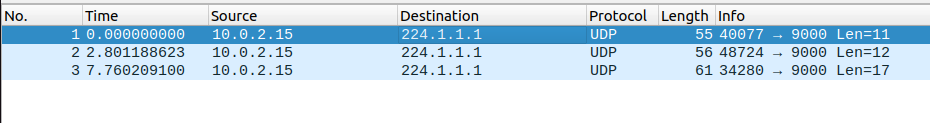 No. Time Source Destination Protocol Length Info
1 0.000000000 10.0.2.15 224.1.1.1 UDP 55 40077 → 9000 Len=11
2 2.801188623 10.0.2.15 224.1.1.1 UDP 56 48724 → 9000 Len=12
3 7.760209100 10.0.2.15 224.1.1.1 UDP 61 34280 → 9000 Len=17